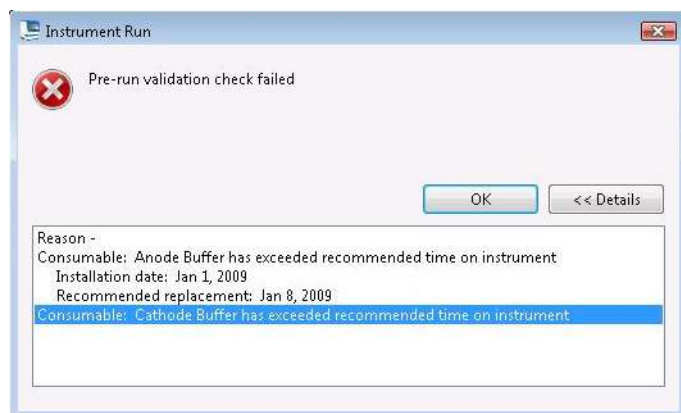 Instrument Run
Pre-run validation check failed
OK
<< Details
Reason -
Consumable: Anode Buffer has exceeded recommended time on instrument
Installation date: Jan 1, 2009
Recommended replacement: Jan 8, 2009
Consumable: Cathode Buffer has exceeded recommended time on instrument